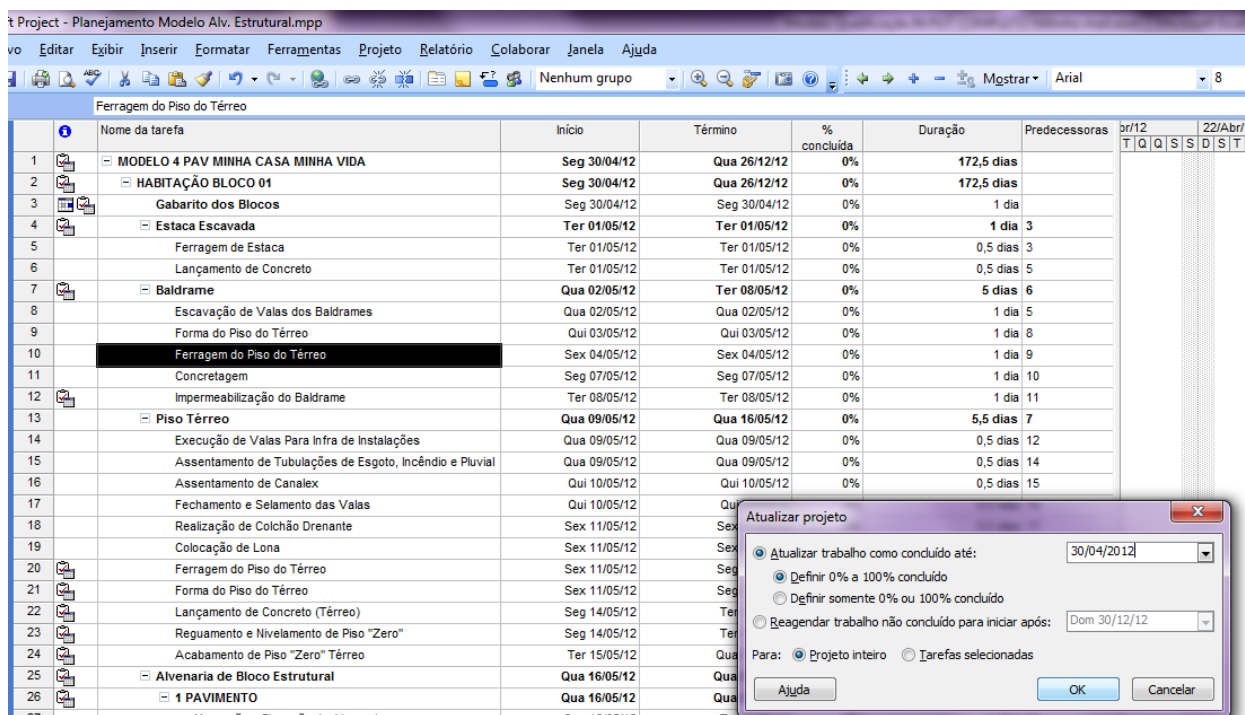 t Project - Planejamento Modelo Alv. Estrutural.mpp
vo Editar Exibir Inserir Formatar Ferramentas Projeto Relatório Colaborar Janela Ajuda
ABC Nenhum grupo Mostrar Arial 8
Ferragem do Piso do Térreo
Nome da tarefa Início Término % concluída Duração Predecessoras br/12 22/Abr/
T Q Q S S D S T
1 MODELO 4 PAV MINHA CASA MINHA VIDA Seg 30/04/12 Qua 26/12/12 0% 172,5 dias
2 HABITAÇÃO BLOCO 01 Seg 30/04/12 Qua 26/12/12 0% 172,5 dias
3 Gabarito dos Blocos Seg 30/04/12 Seg 30/04/12 0% 1 dia
4 Estaca Escavada Ter 01/05/12 Ter 01/05/12 0% 1 dia 3
5 Ferragem de Estaca Ter 01/05/12 Ter 01/05/12 0% 0,5 dias 3
6 Lançamento de Concreto Ter 01/05/12 Ter 01/05/12 0% 0,5 dias 5
7 Baldrame Qua 02/05/12 Ter 08/05/12 0% 5 dias 6
8 Escavação de Valas dos Baldrames Qua 02/05/12 Qua 02/05/12 0% 1 dia 5
9 Forma do Piso do Térreo Qui 03/05/12 Qui 03/05/12 0% 1 dia 8
10 Ferragem do Piso do Térreo Sex 04/05/12 Sex 04/05/12 0% 1 dia 9
11 Concretagem Seg 07/05/12 Seg 07/05/12 0% 1 dia 10
12 Impermeabilização do Baldrame Ter 08/05/12 Ter 08/05/12 0% 1 dia 11
13 Piso Térreo Qua 09/05/12 Qua 16/05/12 0% 5,5 dias 7
14 Execução de Valas Para Infra de Instalações Qua 09/05/12 Qua 09/05/12 0% 0,5 dias 12
15 Assentamento de Tubulações de Esgoto, Incêndio e Pluvial Qua 09/05/12 Qua 09/05/12 0% 0,5 dias 14
16 Assentamento de Canalex Qui 10/05/12 Qui 10/05/12 0% 0,5 dias 15
17 Fechamento e Selamento das Valas Qui 10/05/12 Qui
18 Realização de Colchão Drenante Sex 11/05/12 Sex
19 Colocação de Lona Sex 11/05/12 Sex
20 Ferragem do Piso do Térreo Sex 11/05/12 Seg
21 Forma do Piso do Térreo Sex 11/05/12 Seg
22 Lançamento de Concreto (Térreo) Seg 14/05/12 Ter
23 Reguamento e Nivelamento de Piso "Zero" Seg 14/05/12 Ter
24 Acabamento de Piso "Zero" Térreo Ter 15/05/12 Qua
25 Alvenaria de Bloco Estrutural Qua 16/05/12 Qua
26 1 PAVIMENTO Qua 16/05/12 Qua
Atualizar projeto
Atualizar trabalho como concluído até: 30/04/2012
Definir 0% a 100% concluído
Definir somente 0% ou 100% concluído
Reagendar trabalho não concluído para iniciar após: Dom 30/12/12
Para: Projeto inteiro Tarefas selecionadas
Ajuda OK Cancelar